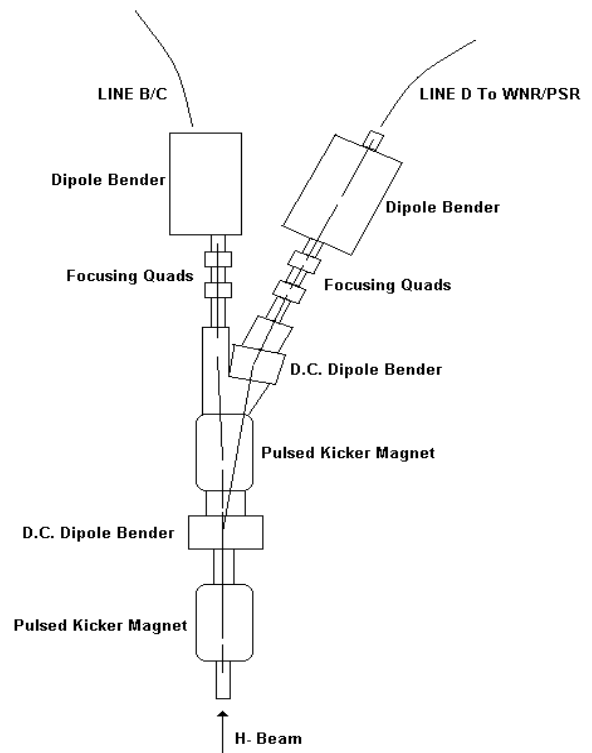 LINE B/C
LINE D To WNR/PSR
Dipole Bender
Dipole Bender
Focusing Quads
Focusing Quads
D.C. Dipole Bender
Pulsed Kicker Magnet
D.C. Dipole Bender
Pulsed Kicker Magnet
H- Beam